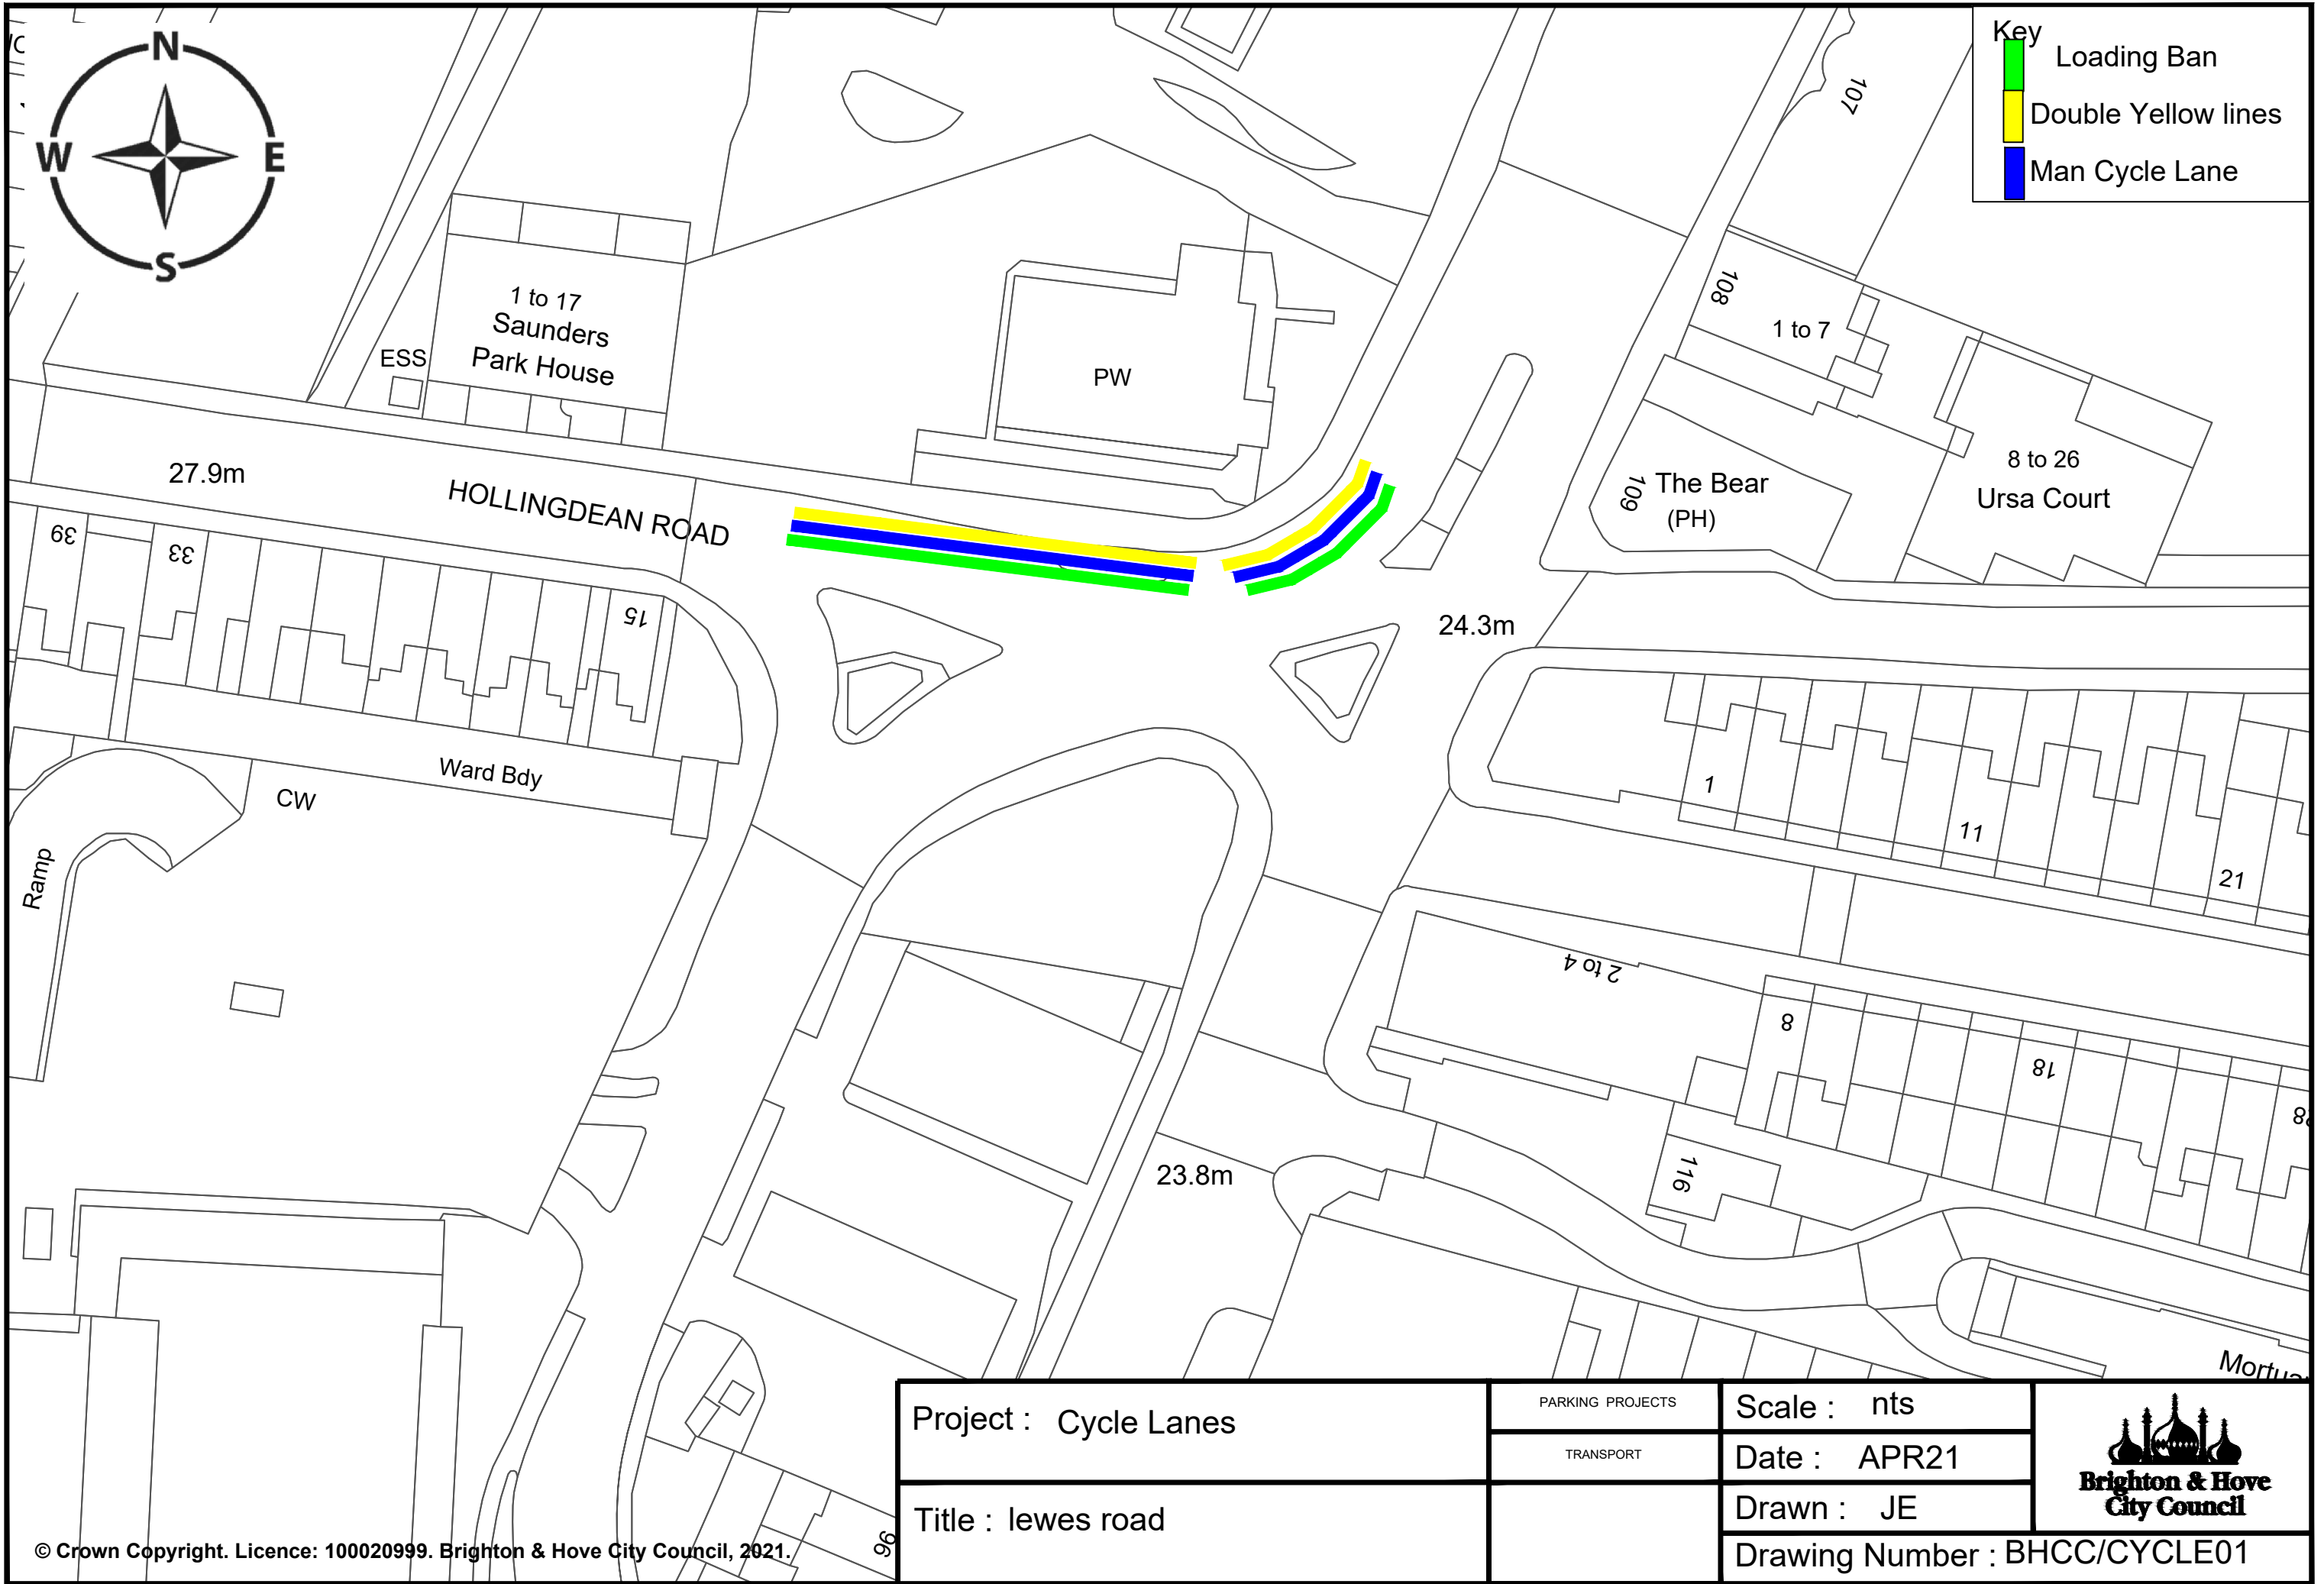 N
W
E
S
Key
Loading Ban
Double Yellow lines
Man Cycle Lane
107
108
1 to 7
1 to 17
Saunders
Park House
ESS
PW
8 to 26
Ursa Court
109
The Bear
(PH)
27.9m
HOLLINGDEAN ROAD
39
33
15
24.3m
Ward Bdy
CW
Ramp
1
11
21
2 to 4
8
18
116
23.8m
96
Project : Cycle Lanes
Title : lewes road
PARKING PROJECTS
TRANSPORT
Scale : nts
Date : APR21
Drawn : JE
Drawing Number : BHCC/CYCLE01
Brighton & Hove
City Council
© Crown Copyright. Licence: 100020999. Brighton & Hove City Council, 2021.